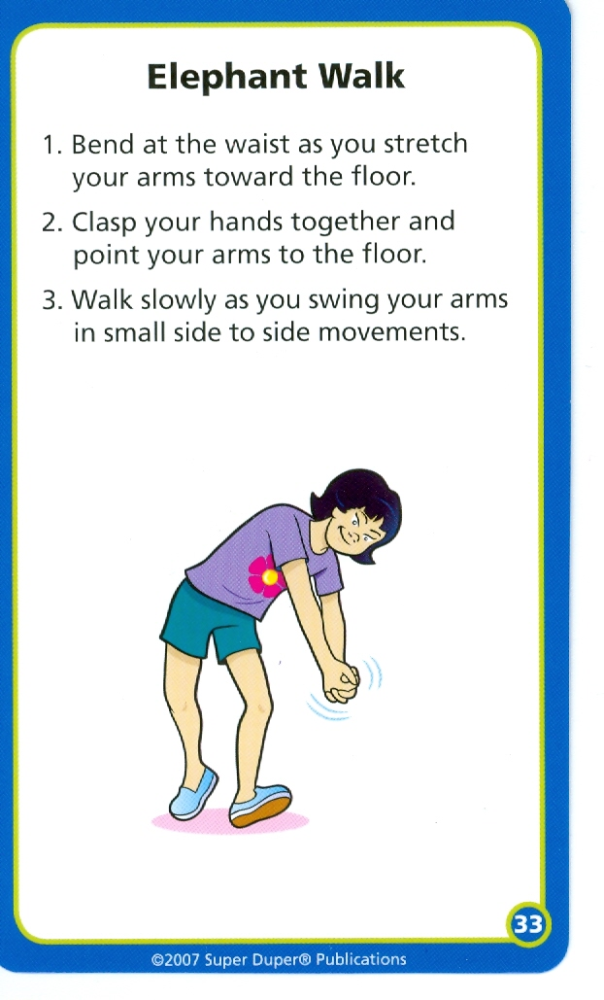 Elephant Walk
1. Bend at the waist as you stretch
your arms toward the floor.
2. Clasp your hands together and
point your arms to the floor.
3. Walk slowly as you swing your arms
in small side to side movements.
33
©2007 Super Duper® Publications